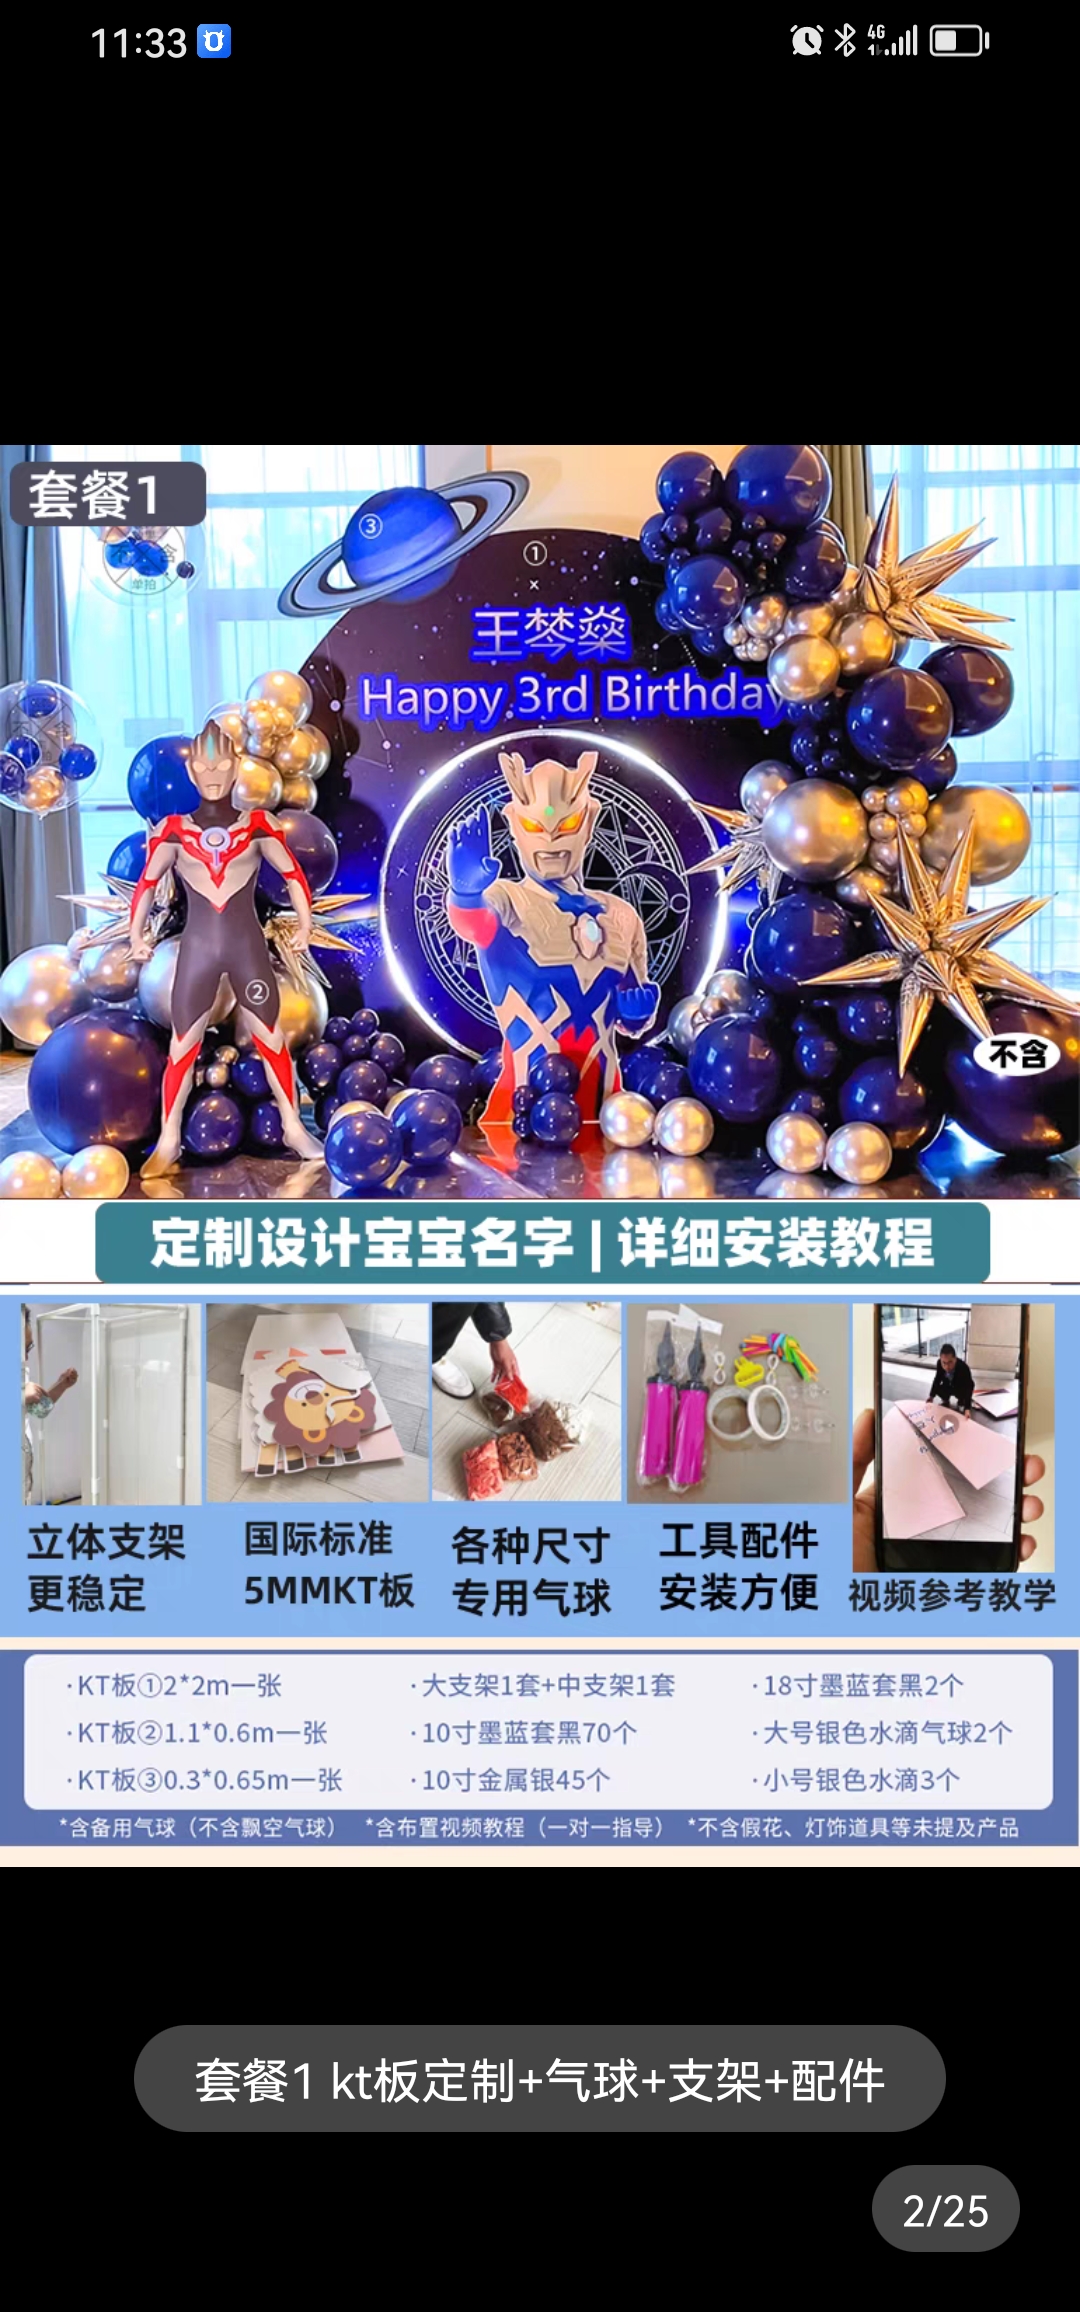 11:33
4G
套餐1
不含
单拍
③
①
×
王梦燊
Happy 3rd Birthday
②
不含
定制设计宝宝名字 | 详细安装教程
立体支架
更稳定
国际标准
5MMKT板
各种尺寸
专用气球
工具配件
安装方便
视频参考教学
·KT板①2*2m一张
·大支架1套+中支架1套
·18寸墨蓝套黑2个
·KT板②1.1*0.6m一张
·10寸墨蓝套黑70个
·大号银色水滴气球2个
·KT板③0.3*0.65m一张
·10寸金属银45个
·小号银色水滴3个
*含备用气球（不含飘空气球） *含布置视频教程（一对一指导） *不含假花、灯饰道具等未提及产品
套餐1 kt板定制+气球+支架+配件
2/25